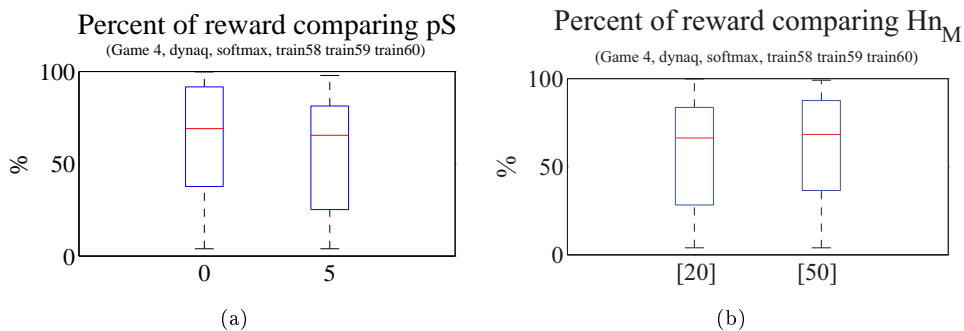 Percent of reward comparing pS
(Game 4, dynaq, softmax, train58 train59 train60)
100
%
50
0
0 5
(a)
Percent of reward comparing Hn_M
(Game 4, dynaq, softmax, train58 train59 train60)
100
%
50
0
[20] [50]
(b)